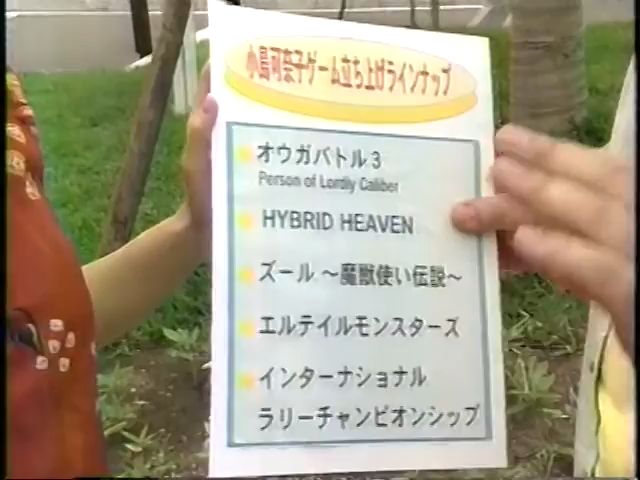 小島可奈子ゲーム立ち上げラインナップ
オウガバトル3
Person of Lordly Caliber
HYBRID HEAVEN
ズール ～魔獣使い伝説～
エルテイルモンスターズ
インターナショナル
ラリーチャンピオンシップ